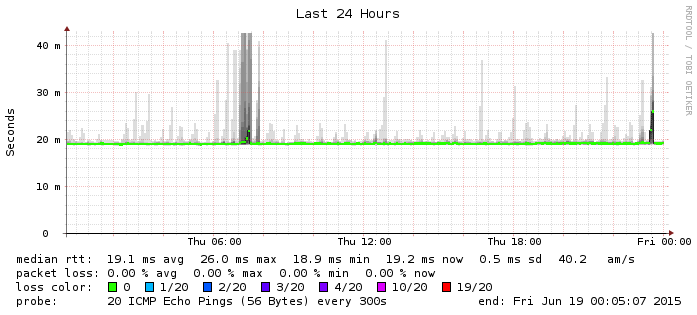 Last 24 Hours
RRDTOOL / TOBI OETIKER
Seconds
40 m
30 m
20 m
10 m
0
Thu 06:00 Thu 12:00 Thu 18:00 Fri 00:00
median rtt: 19.1 ms avg 26.0 ms max 18.9 ms min 19.2 ms now 0.5 ms sd 40.2 am/s
packet loss: 0.00 % avg 0.00 % max 0.00 % min 0.00 % now
loss color: 0 1/20 2/20 3/20 4/20 10/20 19/20
probe: 20 ICMP Echo Pings (56 Bytes) every 300s end: Fri Jun 19 00:05:07 2015